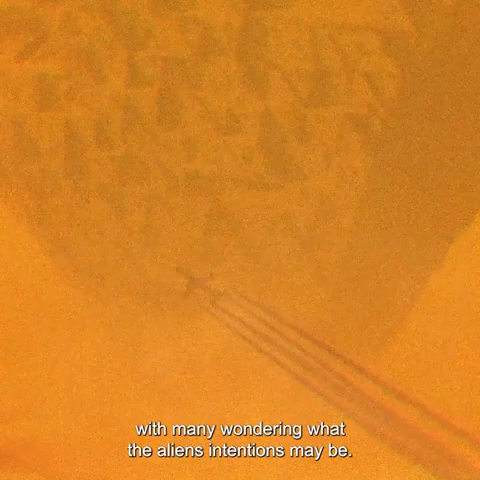 with many wondering what
the aliens intentions may be.